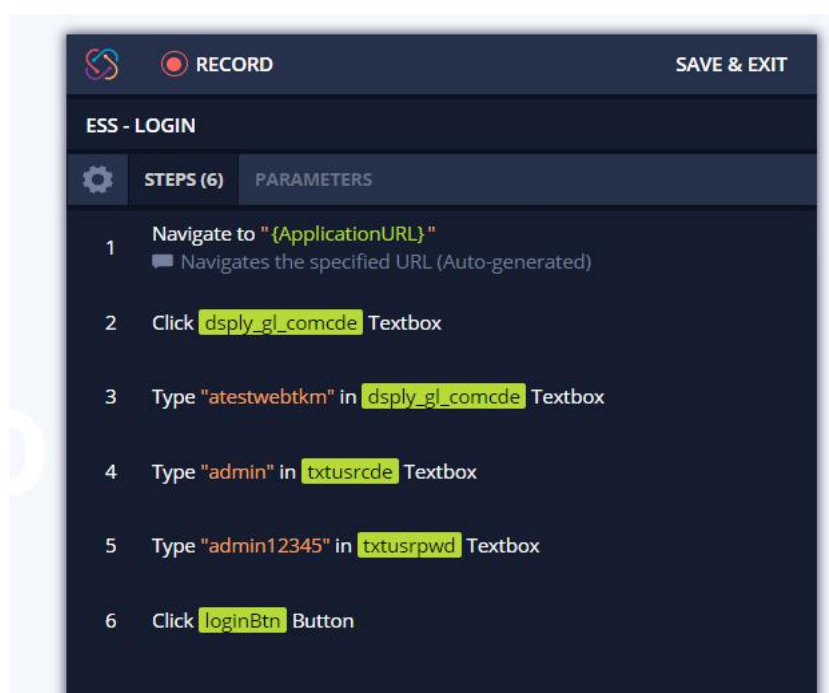 RECORD
SAVE & EXIT
ESS - LOGIN
STEPS (6)
PARAMETERS
1 Navigate to "{ApplicationURL}"
Navigates the specified URL (Auto-generated)
2 Click dsply_gl_comcde Textbox
3 Type "atestwebtkm" in dsply_gl_comcde Textbox
4 Type "admin" in txtusrcde Textbox
5 Type "admin12345" in txtusrpwd Textbox
6 Click loginBtn Button